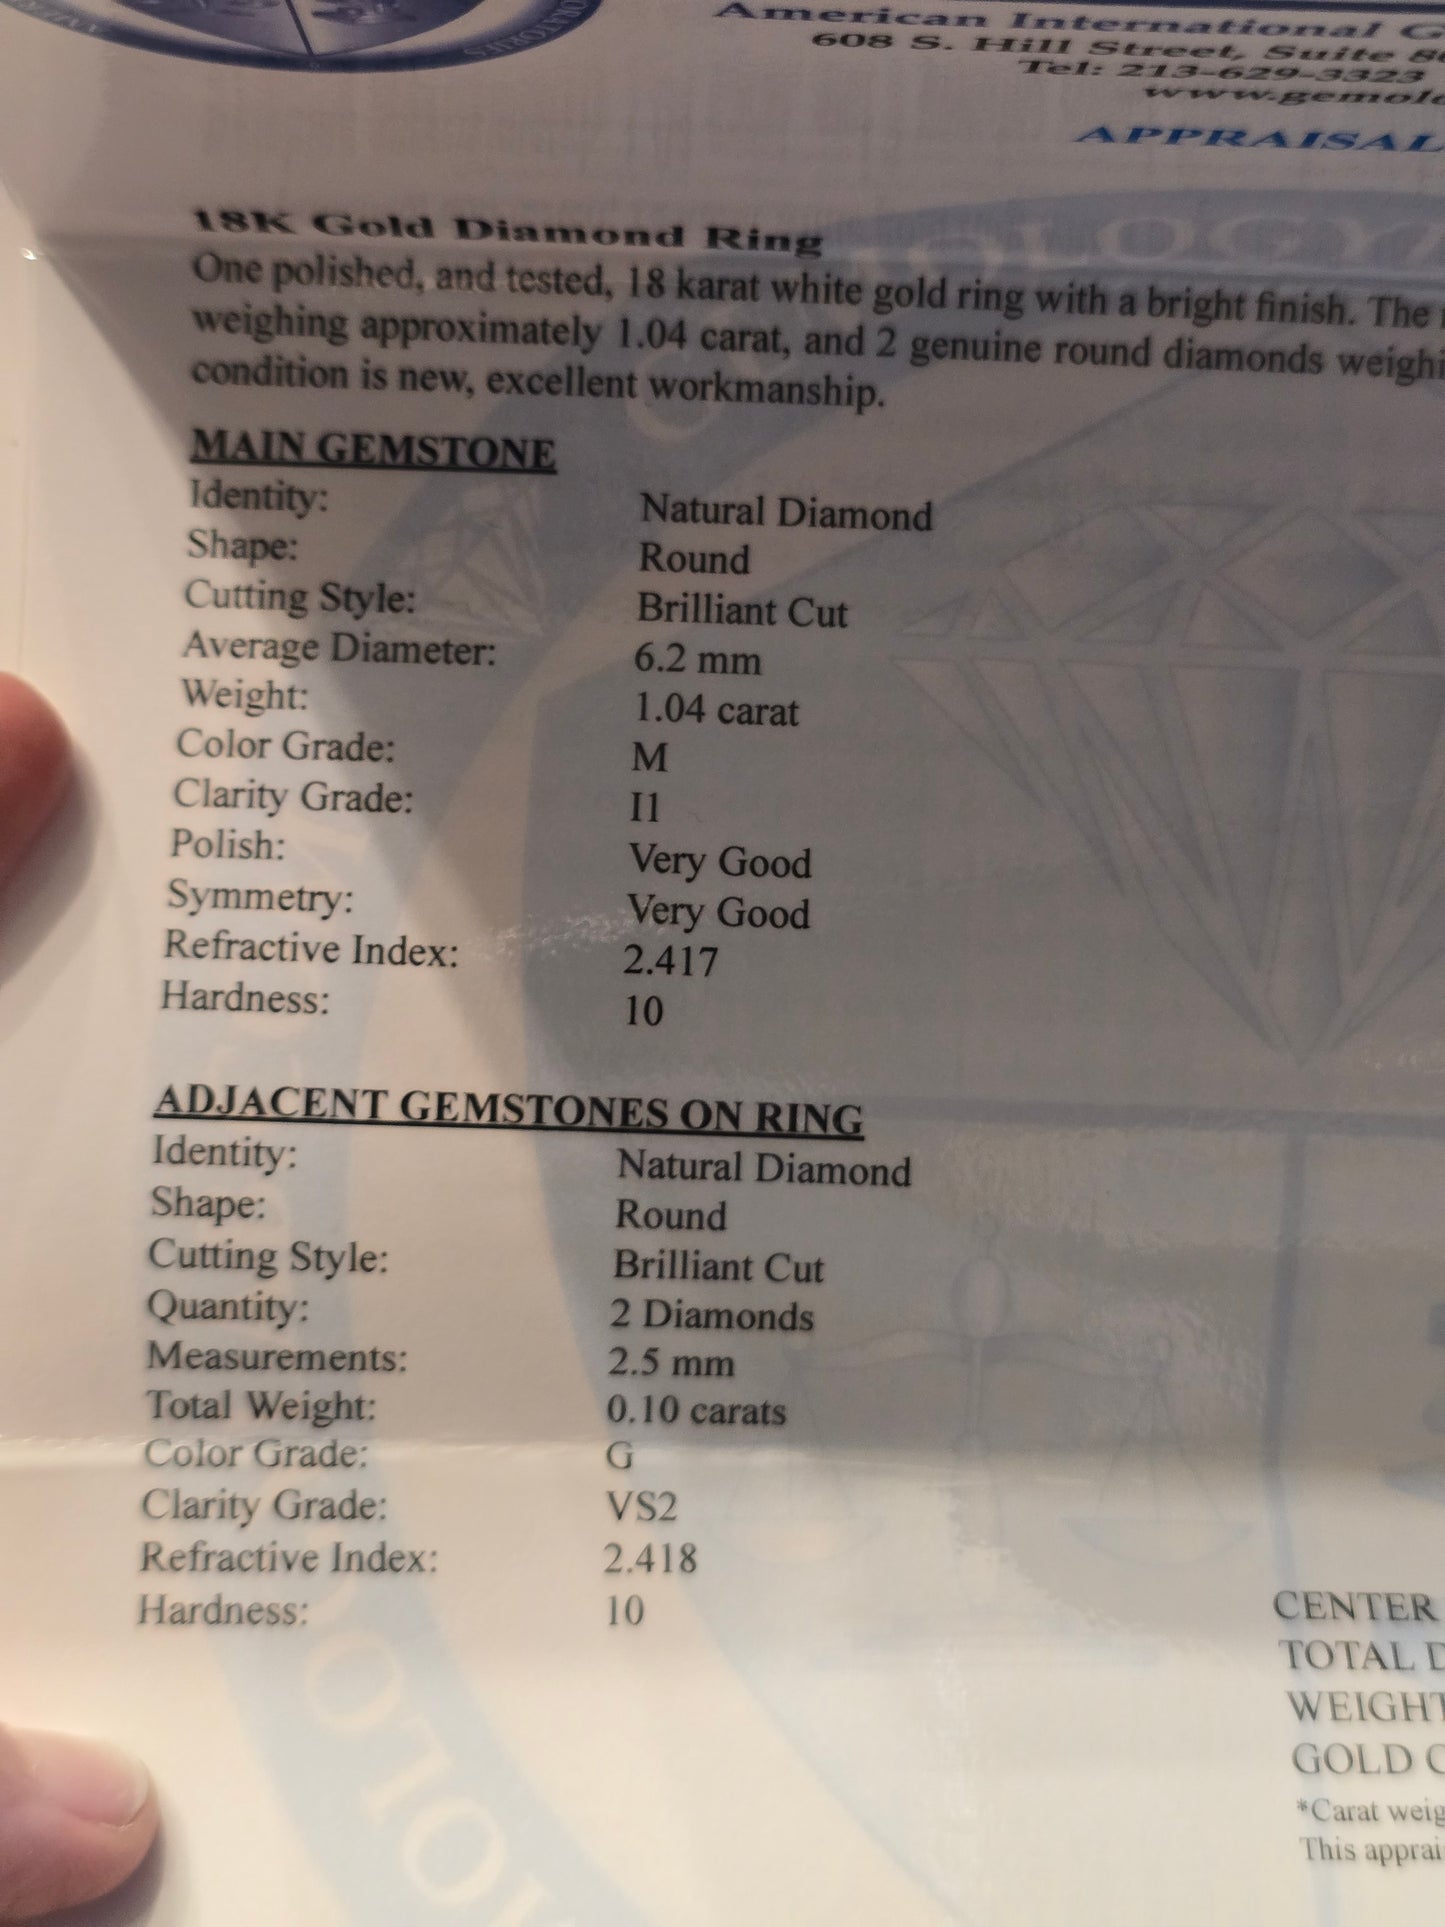 American International G
608 S. Hill Street, Suite 8
Tel: 213-629-3323
www.gemolo
APPRAISAL
18K Gold Diamond Ring
One polished, and tested, 18 karat white gold ring with a bright finish. The
weighing approximately 1.04 carat, and 2 genuine round diamonds weighi
condition is new, excellent workmanship.
MAIN GEMSTONE
Identity: Natural Diamond
Shape: Round
Cutting Style: Brilliant Cut
Average Diameter: 6.2 mm
Weight: 1.04 carat
Color Grade: M
Clarity Grade: I1
Polish: Very Good
Symmetry: Very Good
Refractive Index: 2.417
Hardness: 10
ADJACENT GEMSTONES ON RING
Identity: Natural Diamond
Shape: Round
Cutting Style: Brilliant Cut
Quantity: 2 Diamonds
Measurements: 2.5 mm
Total Weight: 0.10 carats
Color Grade: G
Clarity Grade: VS2
Refractive Index: 2.418
Hardness: 10
CENTER
TOTAL D
WEIGHT
GOLD C
*Carat weig
This apprai